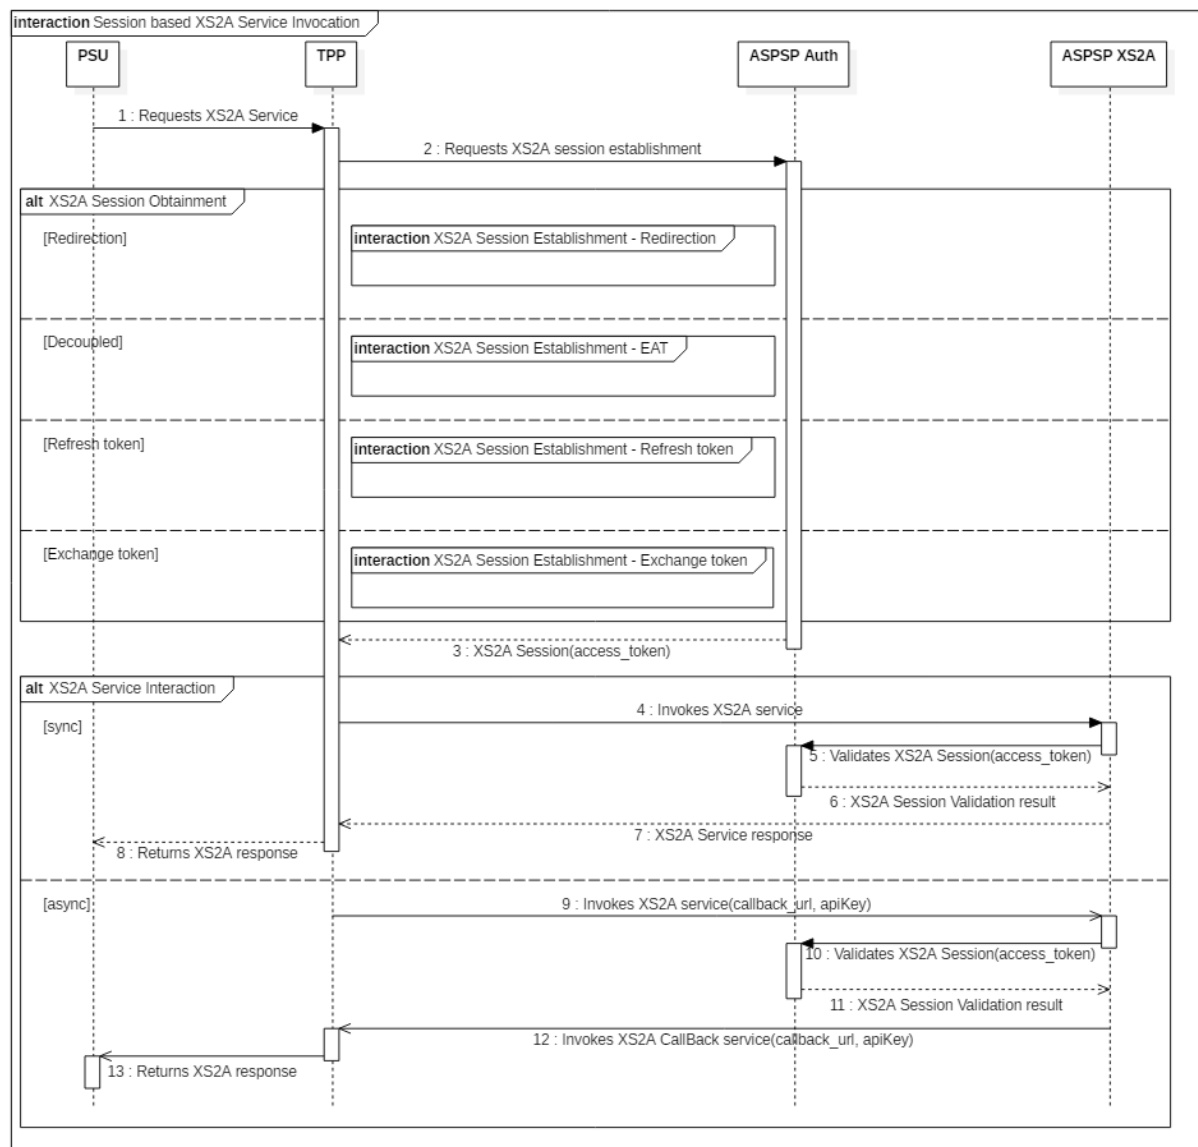 interaction Session based XS2A Service Invocation
PSU
TPP
ASPSP Auth
ASPSP XS2A
1 : Requests XS2A Service
2 : Requests XS2A session establishment
alt XS2A Session Obtainment
[Redirection]
interaction XS2A Session Establishment - Redirection
[Decoupled]
interaction XS2A Session Establishment - EAT
[Refresh token]
interaction XS2A Session Establishment - Refresh token
[Exchange token]
interaction XS2A Session Establishment - Exchange token
3 : XS2A Session(access_token)
alt XS2A Service Interaction
[sync]
4 : Invokes XS2A service
5 : Validates XS2A Session(access_token)
6 : XS2A Session Validation result
7 : XS2A Service response
8 : Returns XS2A response
[async]
9 : Invokes XS2A service(callback_url, apiKey)
10 : Validates XS2A Session(access_token)
11 : XS2A Session Validation result
12 : Invokes XS2A CallBack service(callback_url, apiKey)
13 : Returns XS2A response